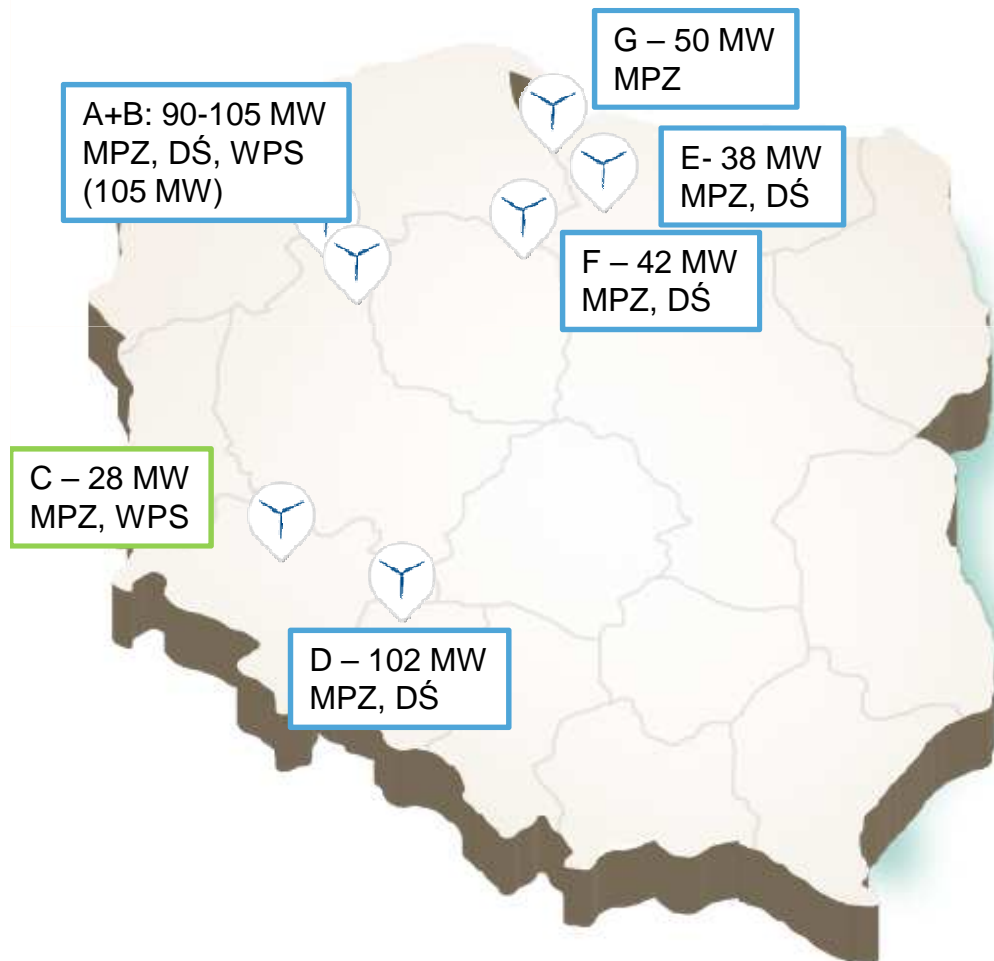 G – 50 MW
MPZ
A+B: 90-105 MW
MPZ, DŚ, WPS
(105 MW)
E- 38 MW
MPZ, DŚ
F – 42 MW
MPZ, DŚ
C – 28 MW
MPZ, WPS
D – 102 MW
MPZ, DŚ